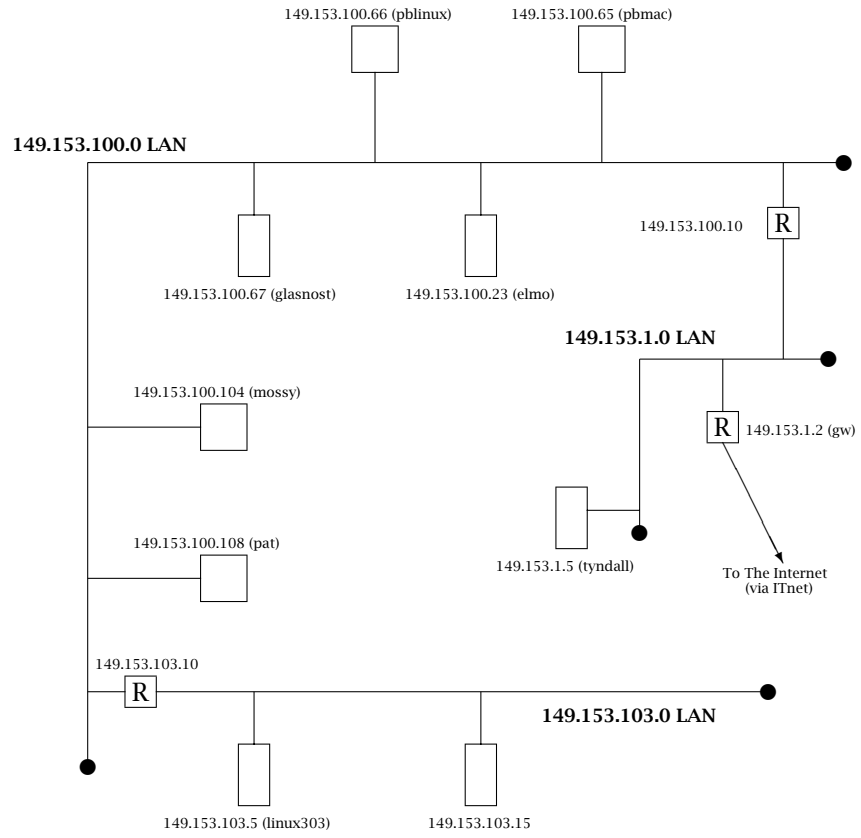 149.153.100.66 (pblinux)
149.153.100.65 (pbmac)
149.153.100.0 LAN
149.153.100.10
R
149.153.100.67 (glasnost)
149.153.100.23 (elmo)
149.153.1.0 LAN
149.153.100.104 (mossy)
R
149.153.1.2 (gw)
149.153.100.108 (pat)
149.153.1.5 (tyndall)
To The Internet
(via ITnet)
149.153.103.10
R
149.153.103.0 LAN
149.153.103.5 (linux303)
149.153.103.15